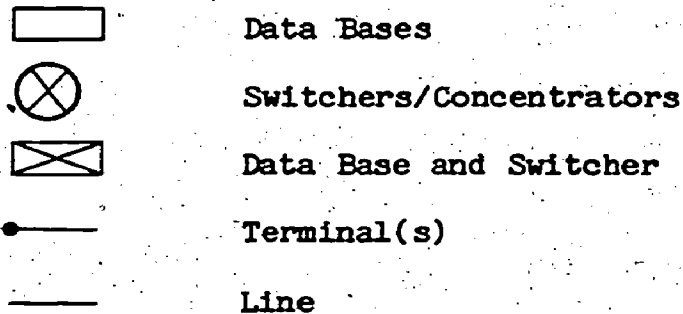 Data Bases
Switchers/Concentrators
Data Base and Switcher
Terminal(s)
Line